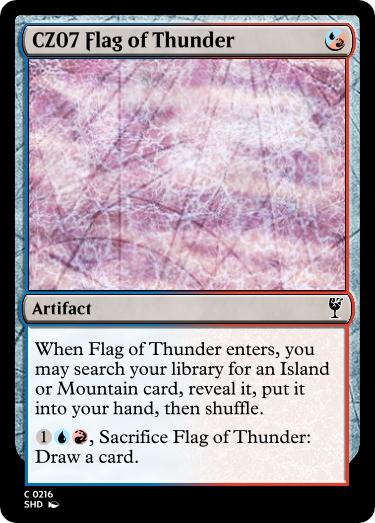 CZ07 Flag of Thunder
Artifact
When Flag of Thunder enters, you
may search your library for an Island
or Mountain card, reveal it, put it
into your hand, then shuffle.
1, Sacrifice Flag of Thunder:
Draw a card.
C 0216
SHD